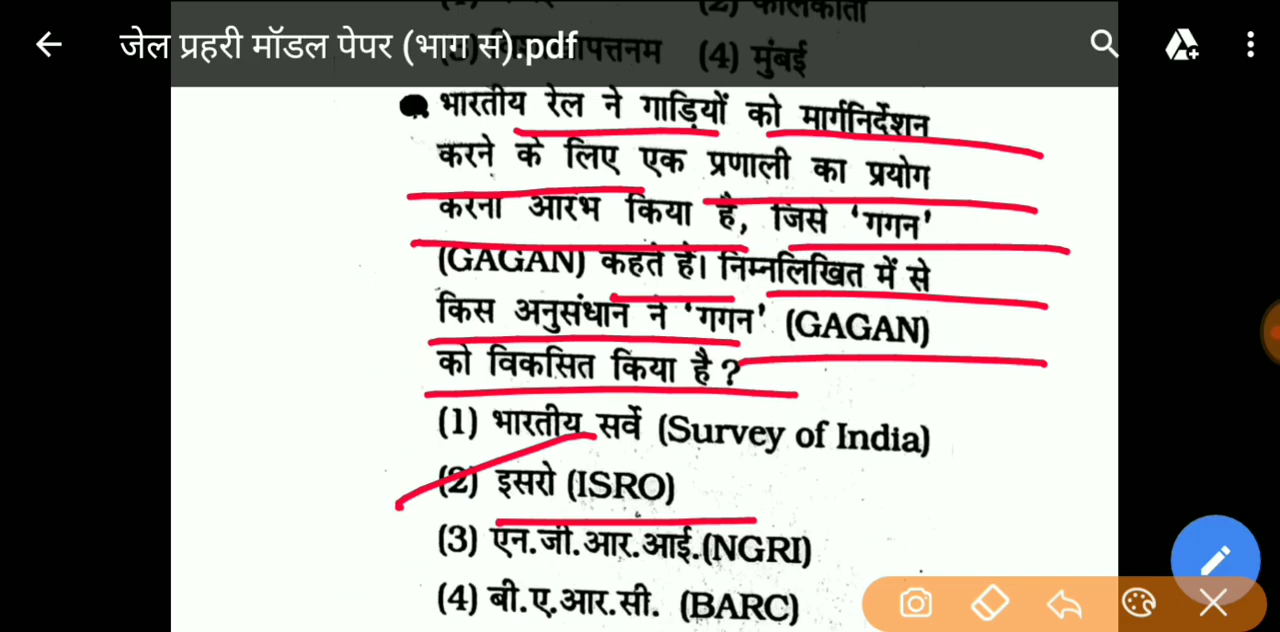 (2) कोलकाता
जेल प्रहरी मॉडल पेपर (भाग स).pdf
(4) मुंबई
भारतीय रेल ने गाड़ियों को मार्गनिर्देशन
करने के लिए एक प्रणाली का प्रयोग
करना आरंभ किया है, जिसे 'गगन'
(GAGAN) कहते हैं। निम्नलिखित में से
किस अनुसंधान ने 'गगन' (GAGAN)
को विकसित किया है?
(1) भारतीय सर्वे (Survey of India)
(2) इसरो (ISRO)
(3) एन.जी.आर.आई.(NGRI)
(4) बी.ए.आर.सी. (BARC)